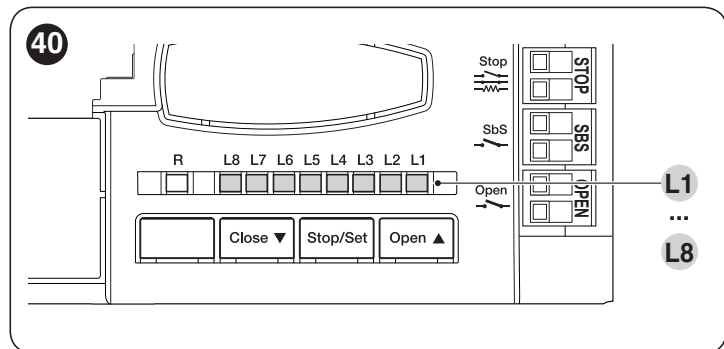 40
Stop
STOP
SbS
SBS
R L8 L7 L6 L5 L4 L3 L2 L1
Open
OPEN
L1
...
L8
Close ▼ Stop/Set Open ▲